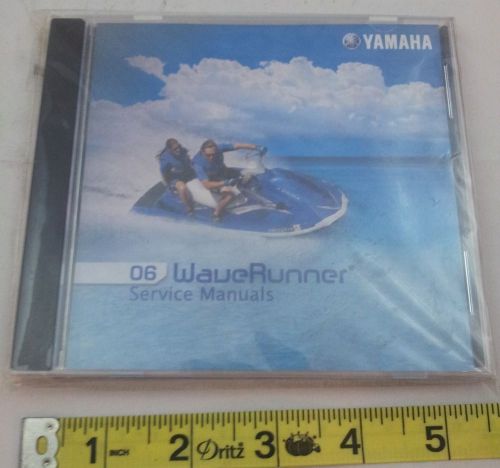 YAMAHA
06 WaveRunner®
Service Manuals
1 INCH 2 Dritz 3 4 5